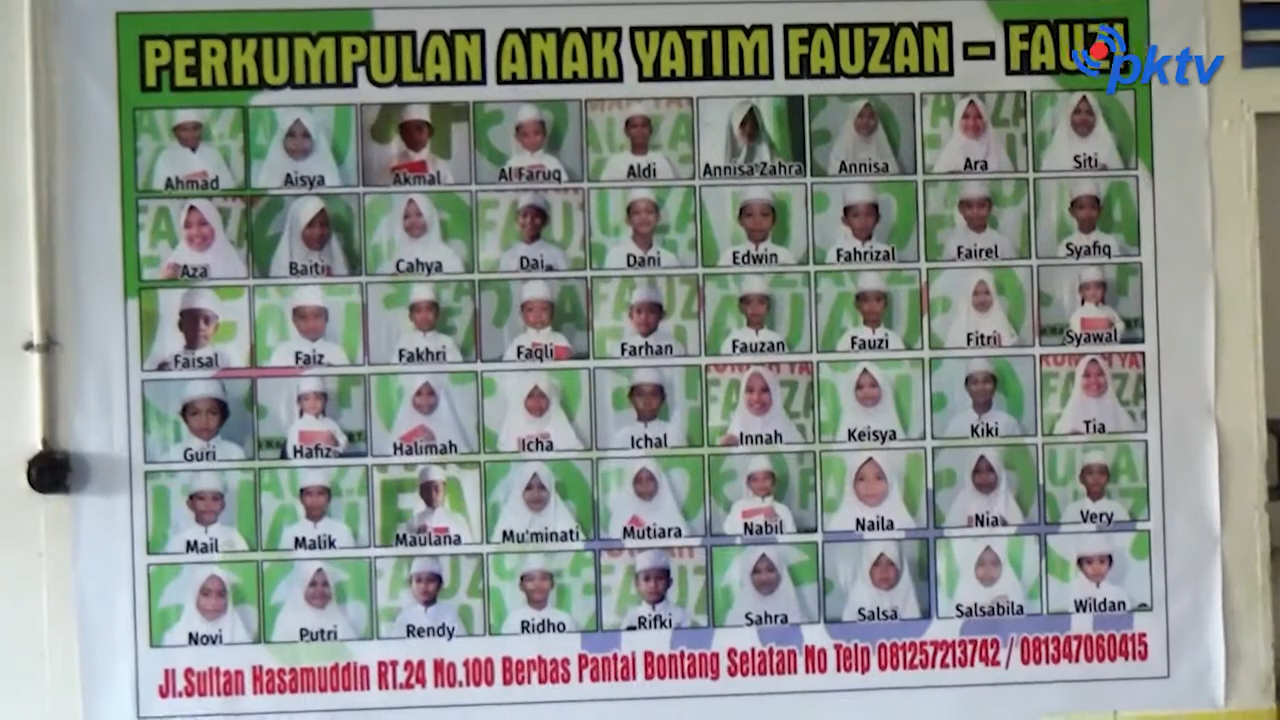 PERKUMPULAN ANAK YATIM FAUZAN - FAUZI
pktv
Ahmad Aisya Akmal Al Faruq Aldi Annisa Zahra Annisa Ara Siti
Aza Baiti Cahya Dai Dani Edwin Fahrizal Fairel Syafiq
Faisal Faiz Fakhri Faqli Farhan Fauzan Fauzi Fitri Syawal
Guri Hafiz Halimah Icha Ichal Innah Keisya Kiki Tia
Mail Malik Maulana Mu'minati Mutiara Nabil Naila Nia Very
Novi Putri Rendy Ridho Rifki Sahra Salsa Salsabila Wildan
Jl.Sultan Hasamuddin RT.24 No.100 Berbas Pantai Bontang Selatan No Telp 081257213742 / 081347060415